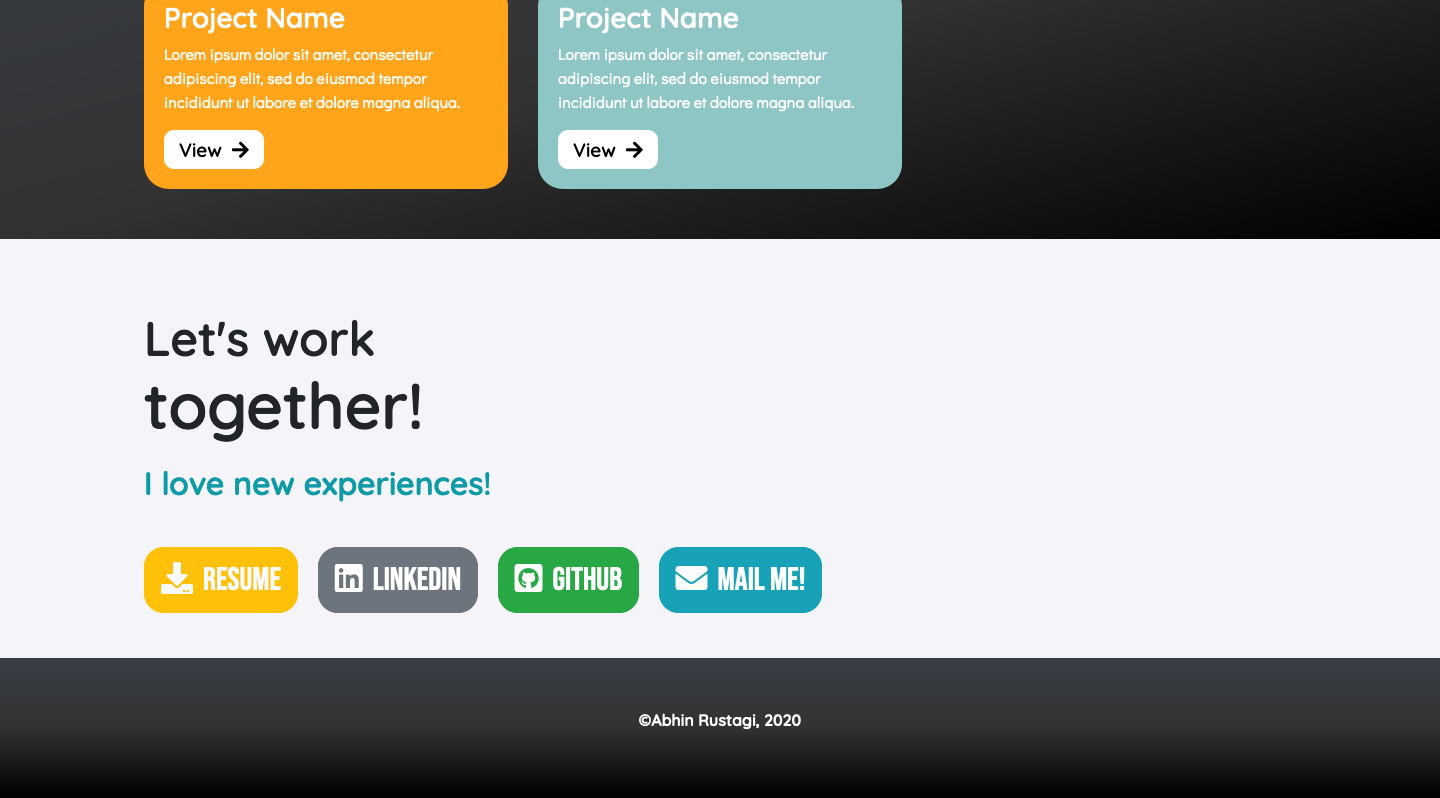 Project Name
Lorem ipsum dolor sit amet, consectetur
adipiscing elit, sed do eiusmod tempor
incididunt ut labore et dolore magna aliqua.
View
Project Name
Lorem ipsum dolor sit amet, consectetur
adipiscing elit, sed do eiusmod tempor
incididunt ut labore et dolore magna aliqua.
View
Let's work
together!
I love new experiences!
RESUME
LINKEDIN
GITHUB
MAIL ME!
©Abhin Rustagi, 2020